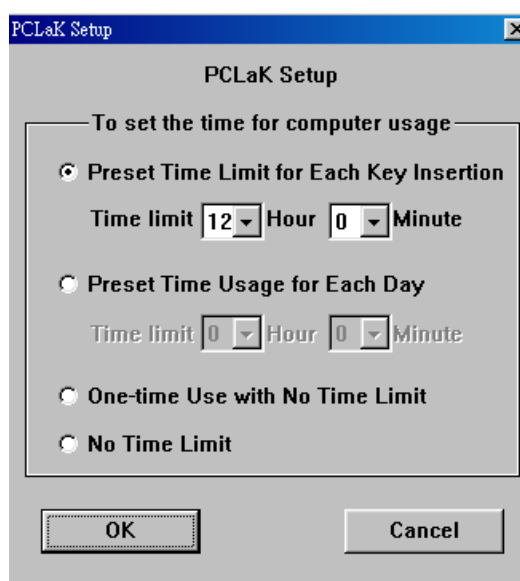 PCLaK Setup
PCLaK Setup
To set the time for computer usage
Preset Time Limit for Each Key Insertion
Time limit 12 Hour 0 Minute
Preset Time Usage for Each Day
Time limit 0 Hour 0 Minute
One-time Use with No Time Limit
No Time Limit
OK Cancel